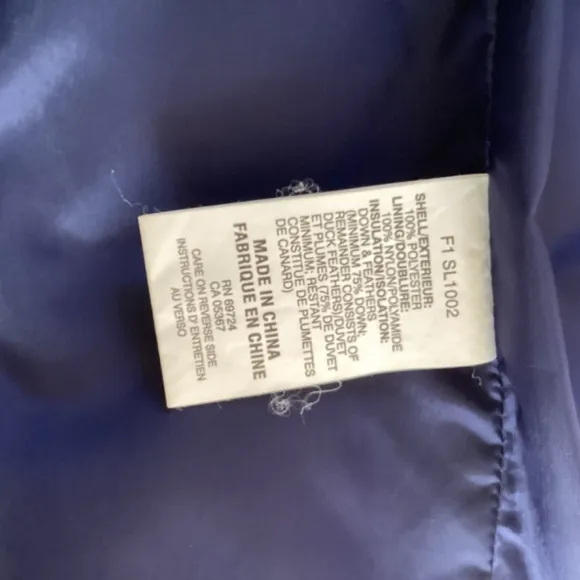 F1 SL1002
SHELL/EXTERIEUR:
100% POLYESTER
LINING/DOUBLURE:
100% NYLON/POLYAMIDE
INSULATION/ISOLATION:
DOWN & FEATHERS
(MINIMUM 75% DOWN;
REMAINDER CONSISTS OF
DUCK FEATHERS)/DUVET
ET PLUMES (75% DE DUVET
MINIMUM; RESTANT
CONSTITUE DE PLUMETTES
DE CANARD)
MADE IN CHINA
FABRIQUE EN CHINE
RN 69724
CA 05367
CARE ON REVERSE SIDE
INSTRUCTIONS D' ENTRETIEN
AU VERSO